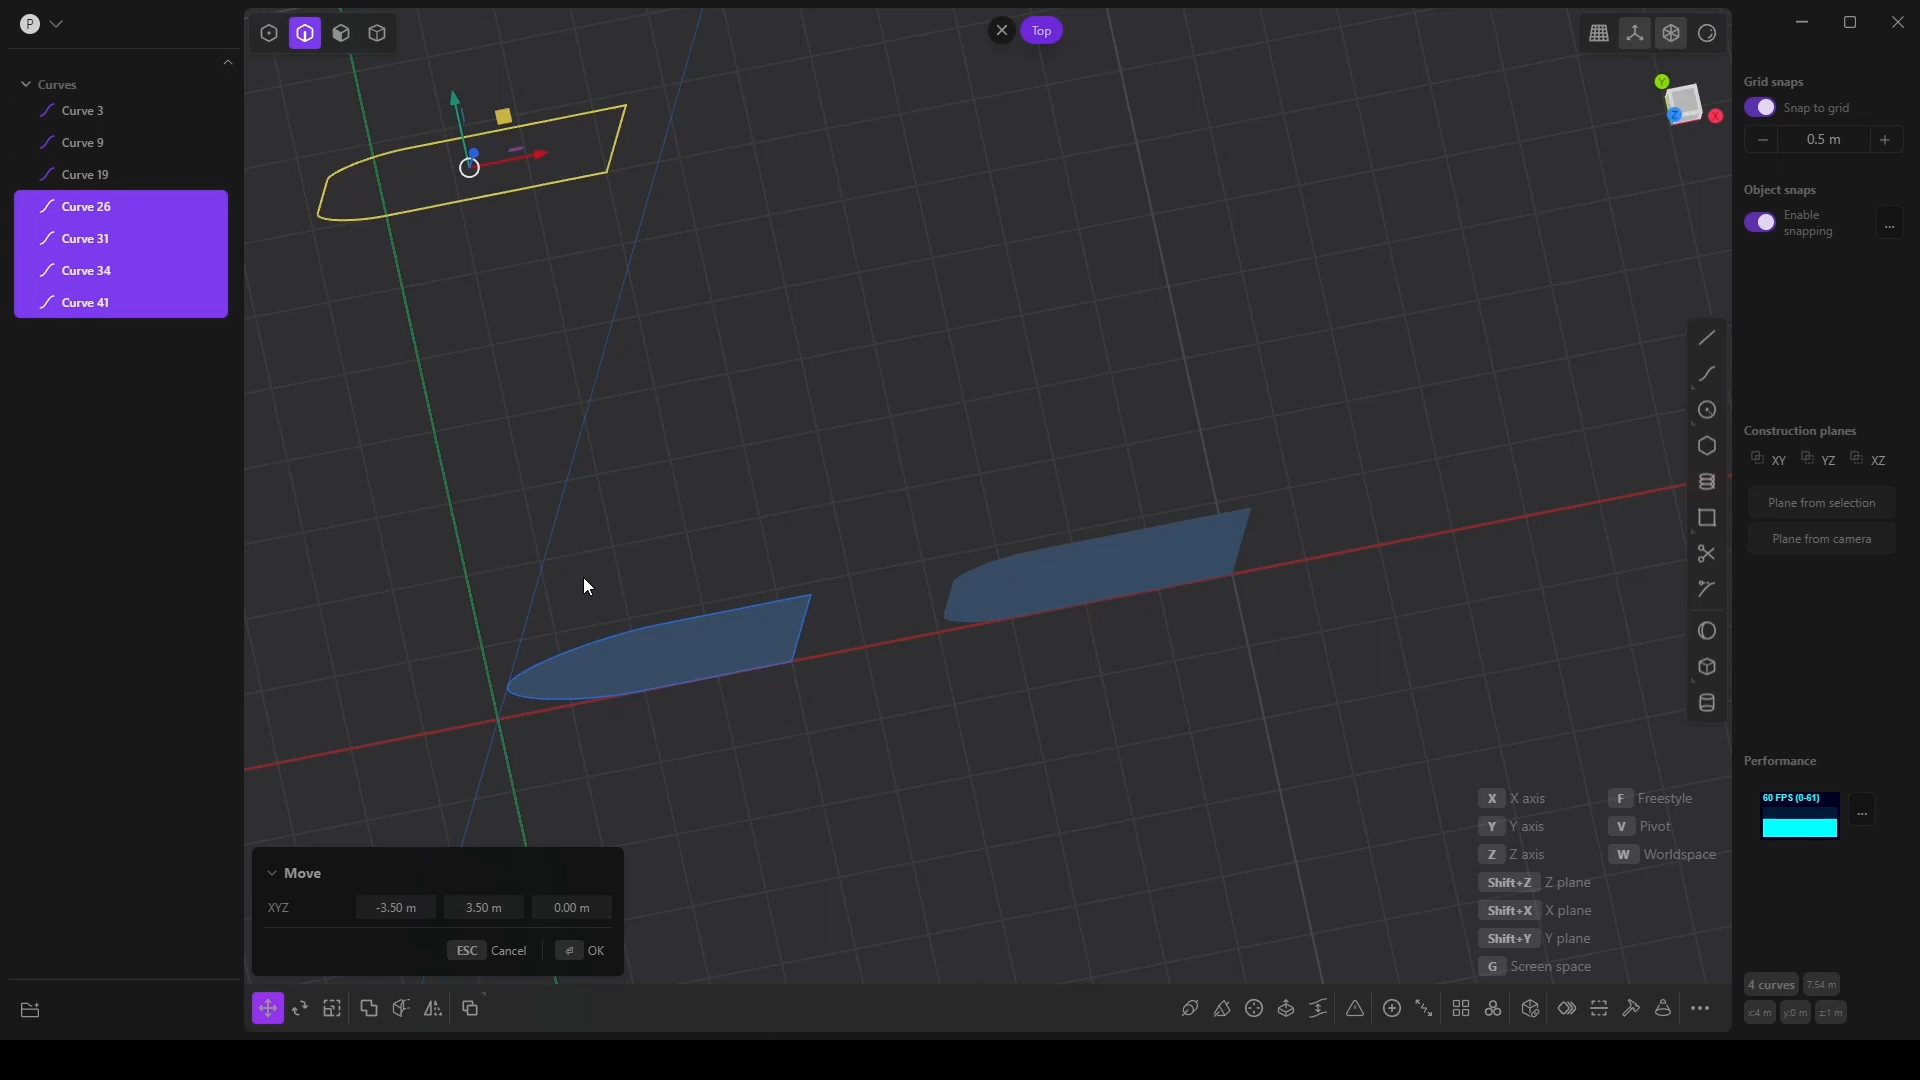 P
Top
Curves
Curve 3
Curve 9
Curve 19
Curve 26
Curve 31
Curve 34
Curve 41
Y
Z
X
Grid snaps
Snap to grid
− 0.5 m +
Object snaps
Enable
snapping
...
Construction planes
XY YZ XZ
Plane from selection
Plane from camera
Performance
60 FPS (0-61)
...
X X axis F Freestyle
Y Y axis V Pivot
Z Z axis W Worldspace
Shift+Z Z plane
Shift+X X plane
Shift+Y Y plane
G Screen space
Move
XYZ -3.50 m 3.50 m 0.00 m
ESC Cancel OK
4 curves 7.54 m
x:4 m y:0 m z:1 m